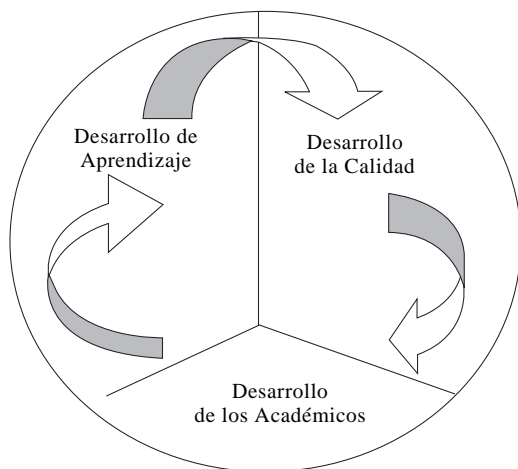 Desarrollo de
Aprendizaje
Desarrollo
de la Calidad
Desarrollo
de los Académicos